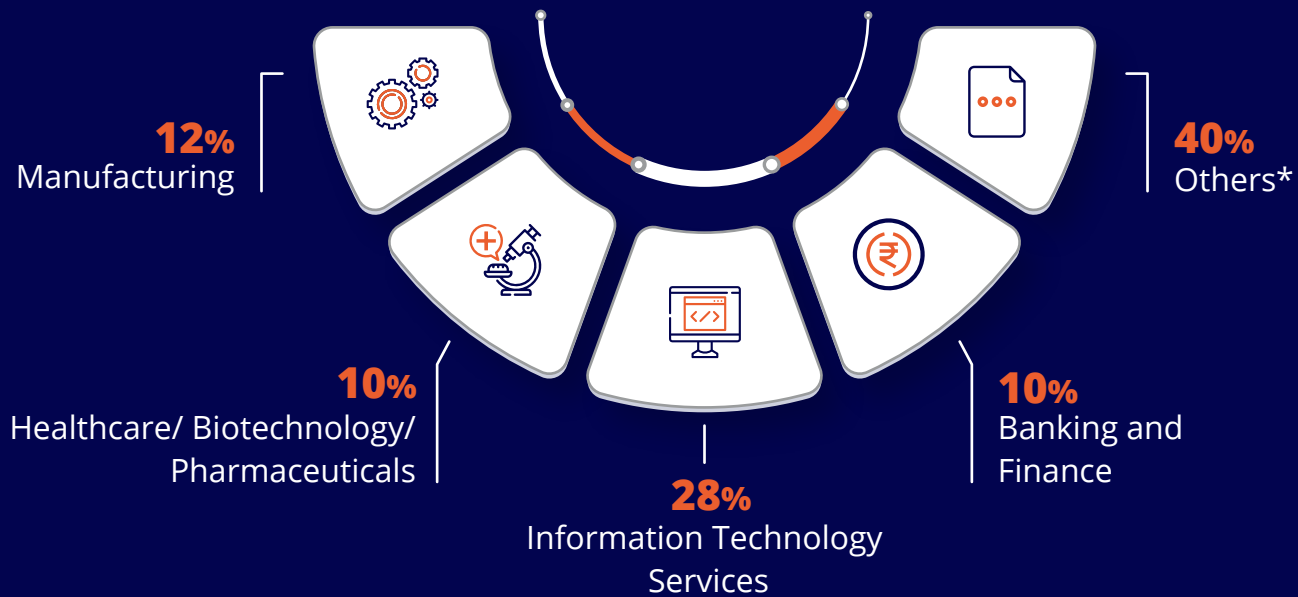 12%
Manufacturing
10%
Healthcare/ Biotechnology/
Pharmaceuticals
28%
Information Technology
Services
10%
Banking and
Finance
40%
Others*